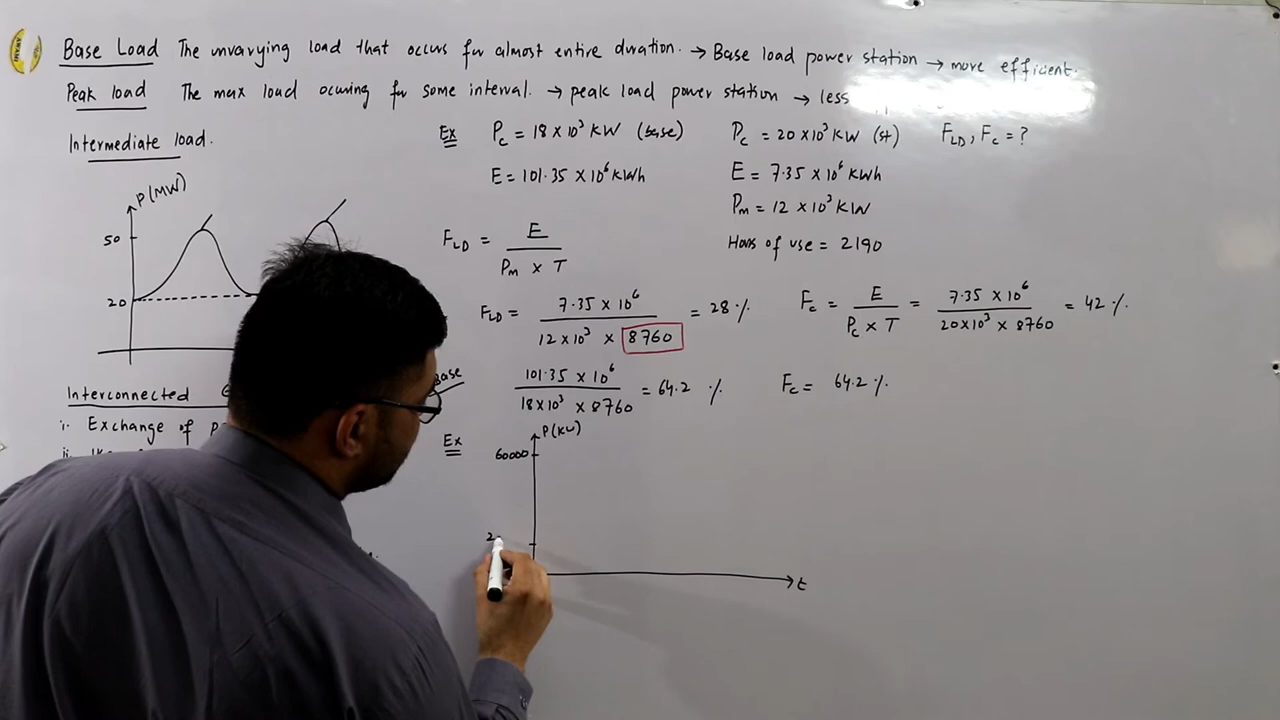 Base Load The unvarying load that occurs for almost entire duration. → Base load power station → more efficient.
Peak load The max load ocuring for some interval. → peak load power station → less
Intermediate load.
P(MW)
50
20
Interconnected
i. Exchange of
ii.
Ex Pc = 18 × 10³ KW (base) Pc = 20 × 10³ KW (st) FLD, Fc = ?
E = 101.35 × 10⁶ KWh E = 7.35 × 10⁶ KWh
Pm = 12 × 10³ KW
FLD = E / Pm × T Hours of use = 2190
FLD = 7.35 × 10⁶ / 12 × 10³ × 8760 = 28 % Fc = E / Pc × T = 7.35 × 10⁶ / 20 × 10³ × 8760 = 42 %.
Base 101.35 × 10⁶ / 18 × 10³ × 8760 = 64.2 % Fc = 64.2 %.
Ex P(KW)
60000
2
t